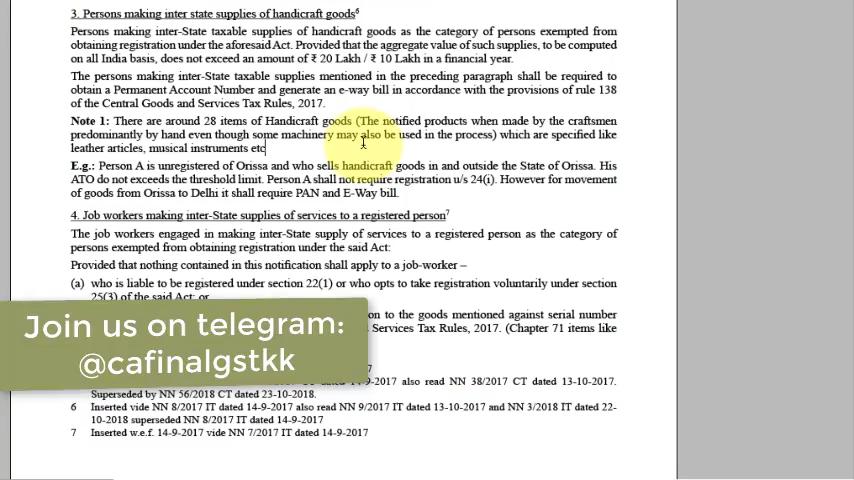 3. Persons making inter state supplies of handicraft goods6
Persons making inter-State taxable supplies of handicraft goods as the category of persons exempted from
obtaining registration under the aforesaid Act. Provided that the aggregate value of such supplies, to be computed
on all India basis, does not exceed an amount of ₹ 20 Lakh / ₹ 10 Lakh in a financial year.
The persons making inter-State taxable supplies mentioned in the preceding paragraph shall be required to
obtain a Permanent Account Number and generate an e-way bill in accordance with the provisions of rule 138
of the Central Goods and Services Tax Rules, 2017.
Note 1: There are around 28 items of Handicraft goods (The notified products when made by the craftsmen
predominantly by hand even though some machinery may also be used in the process) which are specified like
leather articles, musical instruments etc
E.g.: Person A is unregistered of Orissa and who sells handicraft goods in and outside the State of Orissa. His
ATO do not exceeds the threshold limit. Person A shall not require registration u/s 24(i). However for movement
of goods from Orissa to Delhi it shall require PAN and E-Way bill.
4. Job workers making inter-State supplies of services to a registered person7
The job workers engaged in making inter-State supply of services to a registered person as the category of
persons exempted from obtaining registration under the said Act:
Provided that nothing contained in this notification shall apply to a job-worker –
(a) who is liable to be registered under section 22(1) or who opts to take registration voluntarily under section
25(3) of the said Act; or
on to the goods mentioned against serial number
Services Tax Rules, 2017. (Chapter 71 items like
Join us on telegram:
@cafinalgstkk
7
14-9-2017 also read NN 38/2017 CT dated 13-10-2017.
Superseded by NN 56/2018 CT dated 23-10-2018.
6 Inserted vide NN 8/2017 IT dated 14-9-2017 also read NN 9/2017 IT dated 13-10-2017 and NN 3/2018 IT dated 22-
10-2018 superseded NN 8/2017 IT dated 14-9-2017
7 Inserted w.e.f. 14-9-2017 vide NN 7/2017 IT dated 14-9-2017